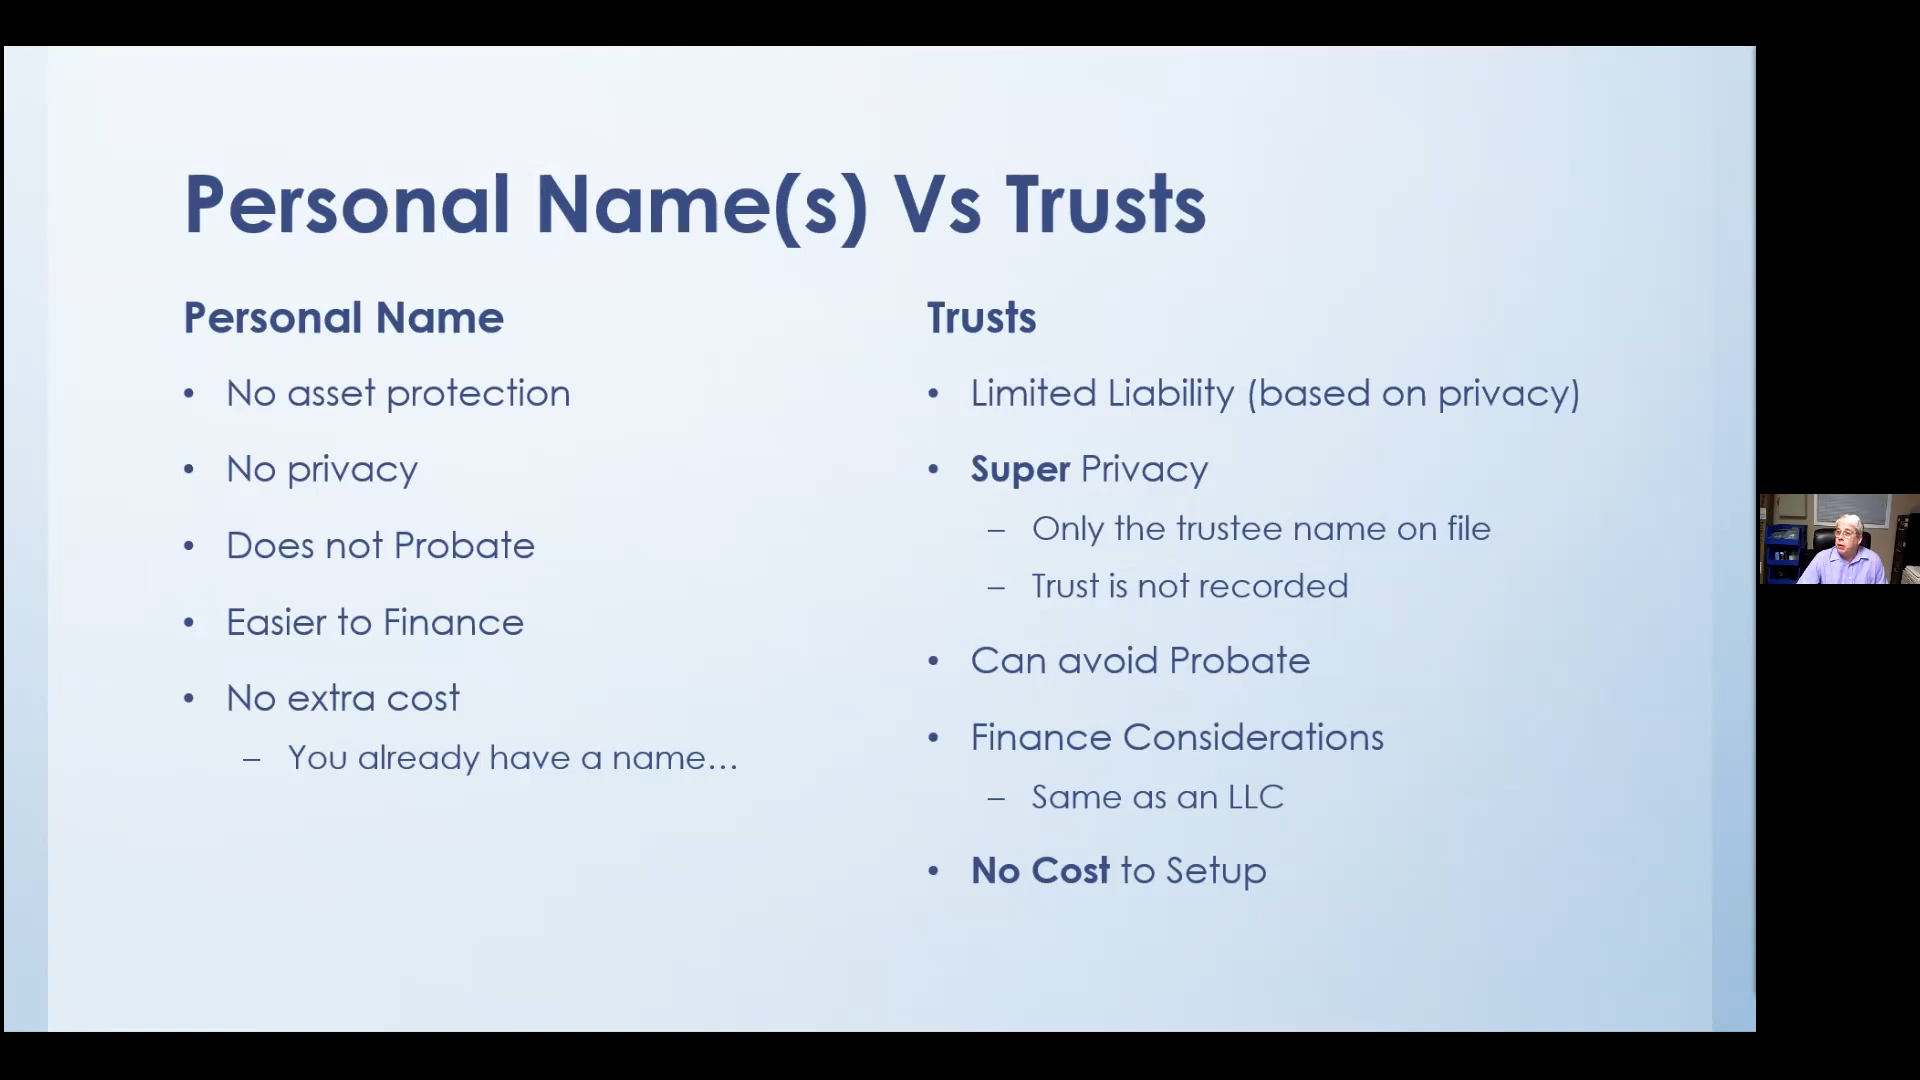 Personal Name(s) Vs Trusts
Personal Name
• No asset protection
• No privacy
• Does not Probate
• Easier to Finance
• No extra cost
– You already have a name...
Trusts
• Limited Liability (based on privacy)
• Super Privacy
– Only the trustee name on file
– Trust is not recorded
• Can avoid Probate
• Finance Considerations
– Same as an LLC
• No Cost to Setup